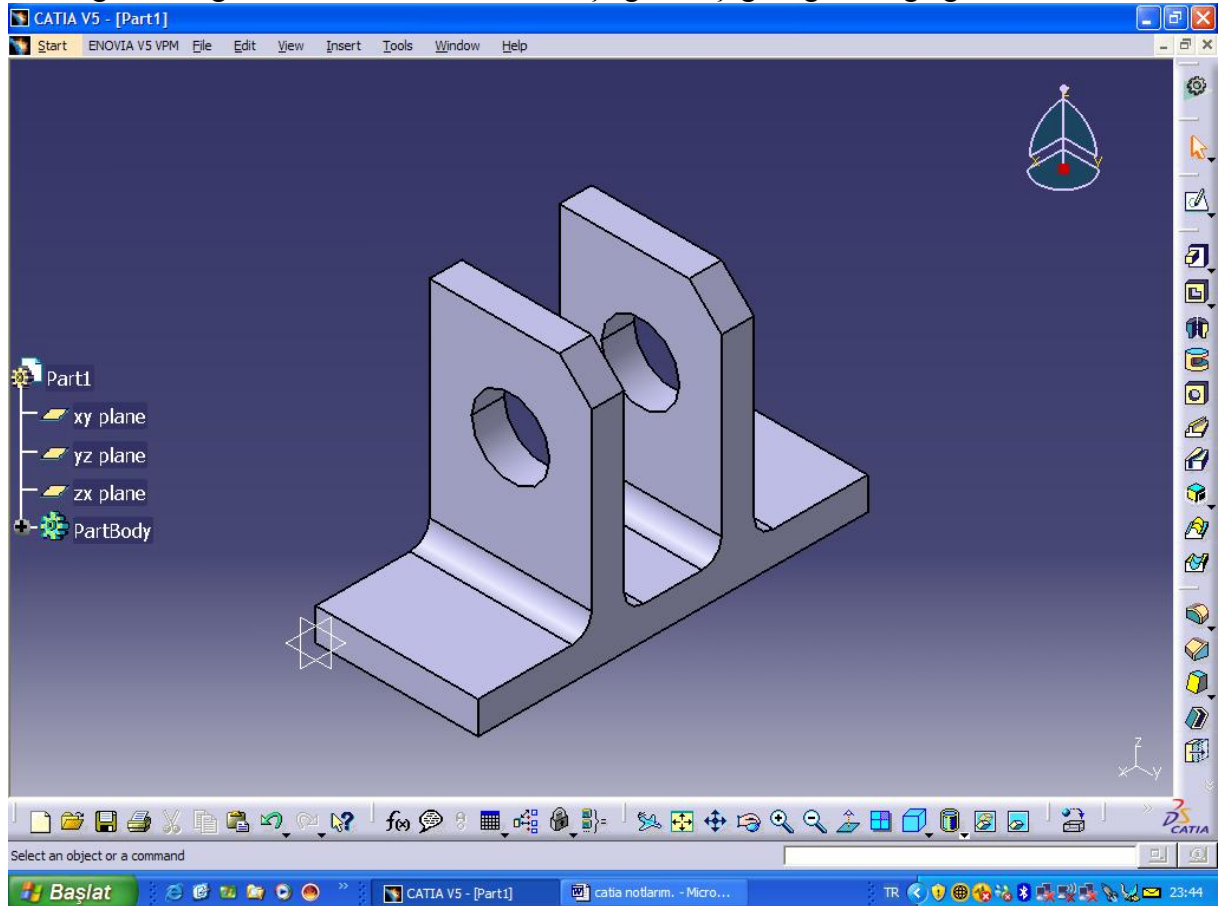 CATIA V5 - [Part1]
Start ENOVIA V5 VPM File Edit View Insert Tools Window Help
z
x y
Part1
xy plane
yz plane
zx plane
PartBody
z
x y
f(x)
CATIA
Select an object or a command
Başlat CATIA V5 - [Part1] catia notlarım. - Micro... TR 23:44